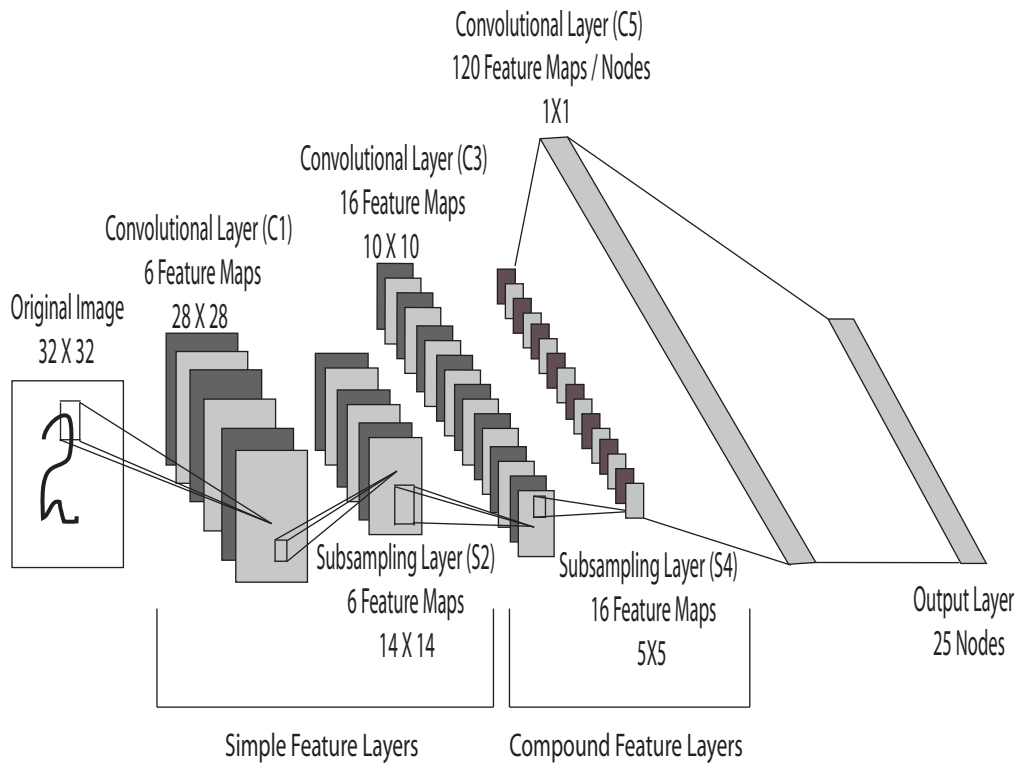 Convolutional Layer (C5)
120 Feature Maps / Nodes
1X1
Convolutional Layer (C3)
16 Feature Maps
10 X 10
Convolutional Layer (C1)
6 Feature Maps
28 X 28
Original Image
32 X 32
Subsampling Layer (S2)
6 Feature Maps
14 X 14
Subsampling Layer (S4)
16 Feature Maps
5X5
Output Layer
25 Nodes
Simple Feature Layers
Compound Feature Layers